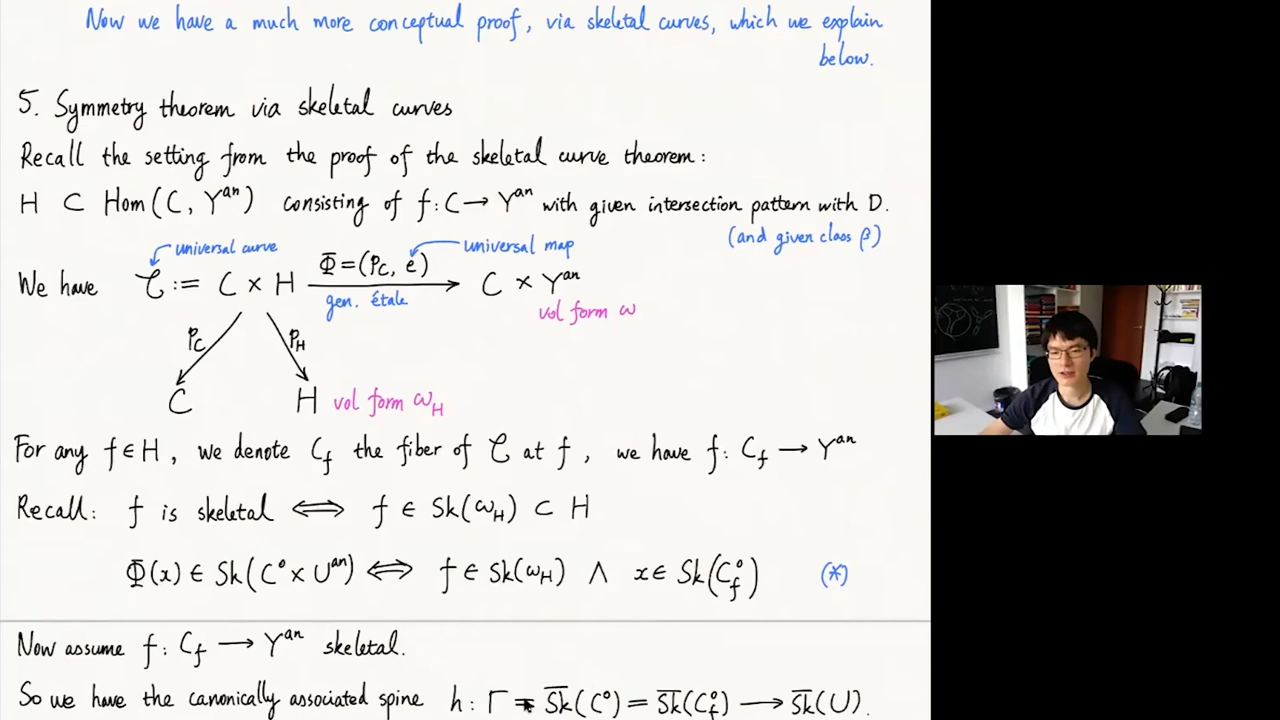 Now we have a much more conceptual proof, via skeletal curves, which we explain
below.
5. Symmetry theorem via skeletal curves
Recall the setting from the proof of the skeletal curve theorem:
H ⊂ Hom(C, Y^an) consisting of f: C → Y^an with given intersection pattern with D.
(and given class β)
universal curve
universal map
We have 𝒞 := C × H Φ=(p_C, e) → C × Y^an
gen. étale
vol form ω
p_C p_H
C H vol form ω_H
For any f ∈ H, we denote C_f the fiber of 𝒞 at f, we have f: C_f → Y^an
Recall: f is skeletal ⟺ f ∈ Sk(ω_H) ⊂ H
Φ(x) ∈ Sk(C° × U^an) ⟺ f ∈ Sk(ω_H) ∧ x ∈ Sk(C_f°) (*)
Now assume f: C_f → Y^an skeletal.
So we have the canonically associated spine h: Γ = S̅k̅(C°) = S̅k̅(C_f°) → S̅k̅(U).